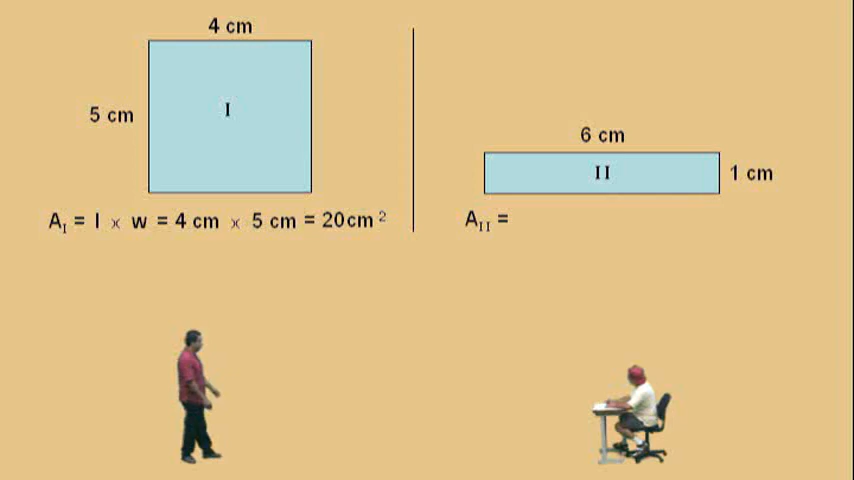 4 cm
5 cm
I
A_I = l × w = 4 cm × 5 cm = 20cm²
6 cm
II
1 cm
A_II =